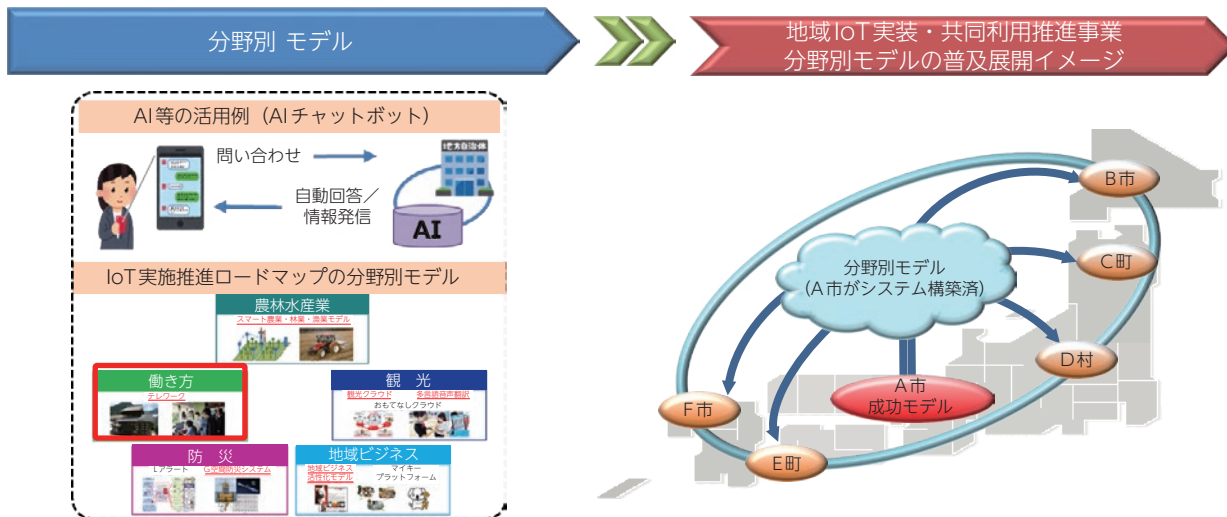 分野別 モデル
地域IoT実装・共同利用推進事業
分野別モデルの普及展開イメージ
AI等の活用例（AIチャットボット）
問い合わせ
地方自治体
自動回答／
情報発信
AI
IoT実施推進ロードマップの分野別モデル
農林水産業
スマート農業・林業・漁業モデル
働き方
テレワーク
観 光
観光クラウド 多言語音声翻訳
おもてなしクラウド
防 災
Lアラート G空間防災システム
地域ビジネス
地域ビジネス
活性化モデル
マイキー
プラットフォーム
分野別モデル
(A市がシステム構築済)
B市
C町
D村
A市
成功モデル
F市
E町